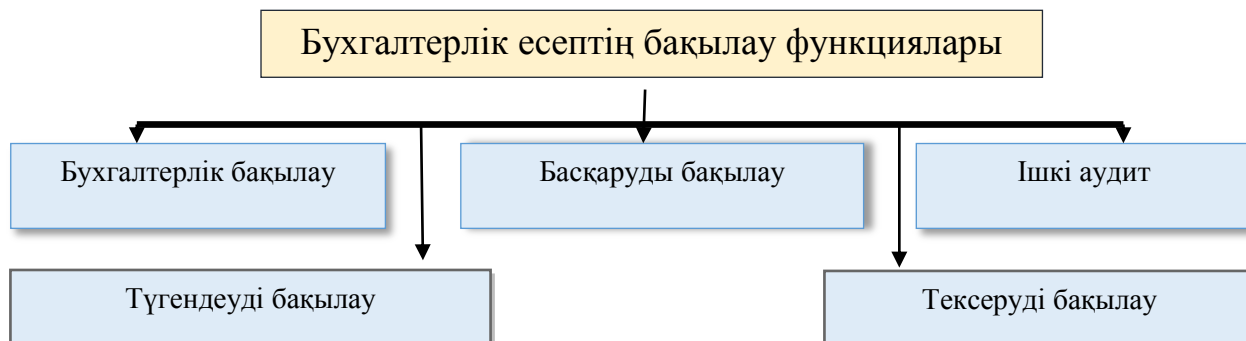 Бухгалтерлік есептің бақылау функциялары
Бухгалтерлік бақылау
Басқаруды бақылау
Ішкі аудит
Түгендеуді бақылау
Тексеруді бақылау